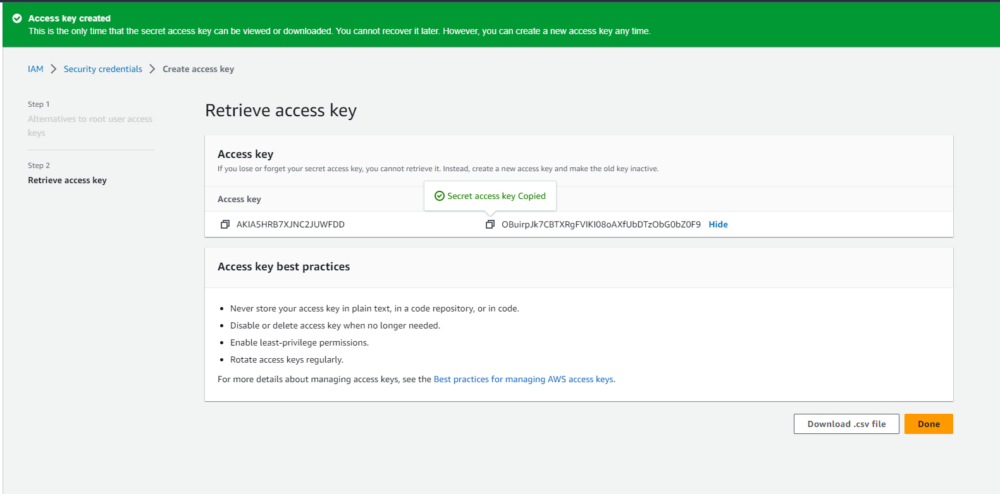 Access key created
This is the only time that the secret access key can be viewed or downloaded. You cannot recover it later. However, you can create a new access key any time.
IAM > Security credentials > Create access key
Step 1
Alternatives to root user access
keys
Step 2
Retrieve access key
Retrieve access key
Access key
If you lose or forget your secret access key, you cannot retrieve it. Instead, create a new access key and make the old key inactive.
Secret access key Copied
Access key
AKIA5HRB7XJNC2JUWFDD Hide
Access key best practices
• Never store your access key in plain text, in a code repository, or in code.
• Disable or delete access key when no longer needed.
• Enable least-privilege permissions.
• Rotate access keys regularly.
For more details about managing access keys, see the Best practices for managing AWS access keys.
Download .csv file Done